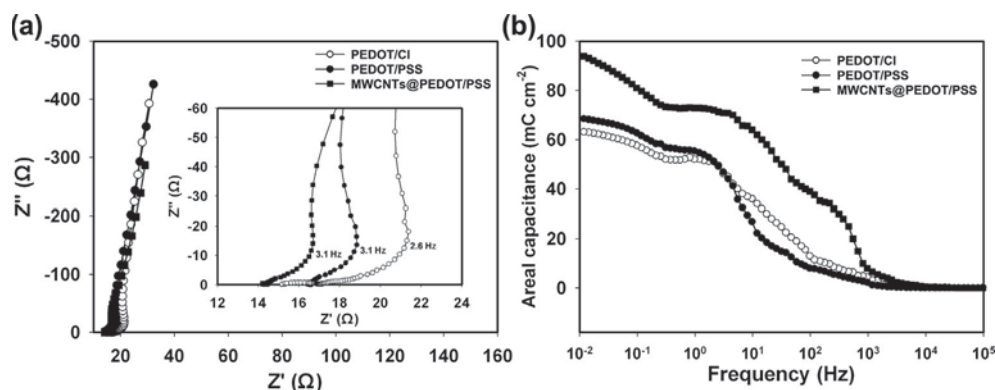 (a)
-500
-400
-300
-200
-100
0
Z'' (Ω)
PEDOT/Cl
PEDOT/PSS
MWCNTs@PEDOT/PSS
-60
-50
-40
-30
-20
-10
0
Z'' (Ω)
3.1 Hz
3.1 Hz
2.6 Hz
12 14 16 18 20 22 24
Z' (Ω)
20 40 60 80 100 120 140 160
Z' (Ω)
(b)
100
80
60
40
20
0
Areal capacitance (mC cm⁻²)
PEDOT/Cl
PEDOT/PSS
MWCNTs@PEDOT/PSS
10⁻² 10⁻¹ 10⁰ 10¹ 10² 10³ 10⁴ 10⁵
Frequency (Hz)